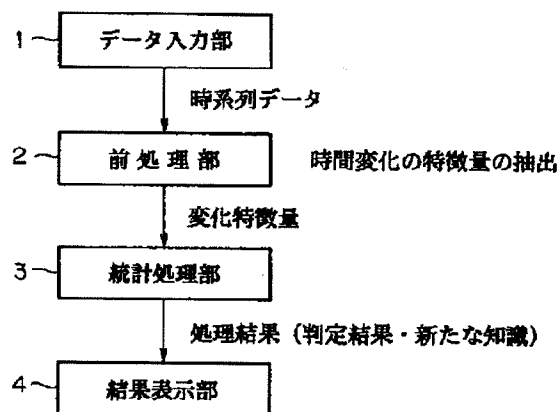 1 データ入力部
時系列データ
2 前処理部 時間変化の特徴量の抽出
変化特徴量
3 統計処理部
処理結果（判定結果・新たな知識）
4 結果表示部